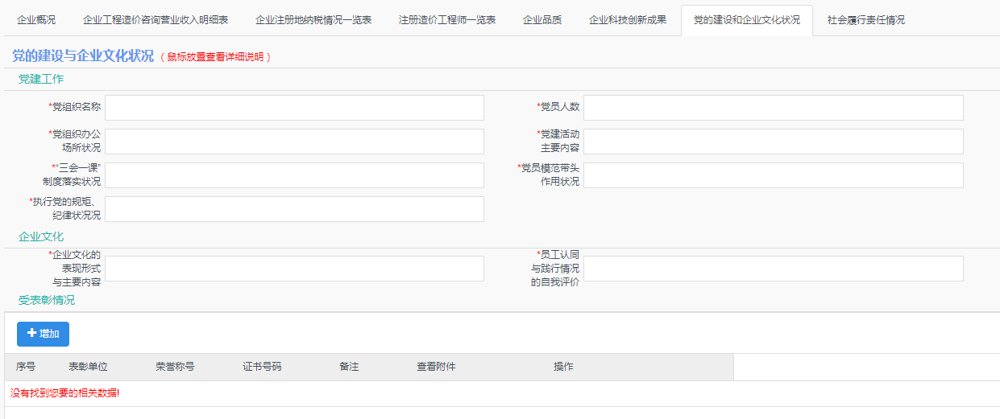 企业概况 企业工程造价咨询营业收入明细表 企业注册地纳税情况一览表 注册造价工程师一览表 企业品质 企业科技创新成果 党的建设和企业文化状况 社会履行责任情况
党的建设与企业文化状况 ( 鼠标放置查看详细说明 )
党建工作
*党组织名称 *党员人数
*党组织办公 *党建活动
场所状况 主要内容
*“三会一课” *党员模范带头
制度落实状况 作用状况
*执行党的规矩、
纪律状况况
企业文化
*企业文化的 *员工认同
表现形式 与践行情况
与主要内容 的自我评价
受表彰情况
+ 增加
序号 表彰单位 荣誉称号 证书号码 备注 查看附件 操作
没有找到您要的相关数据!